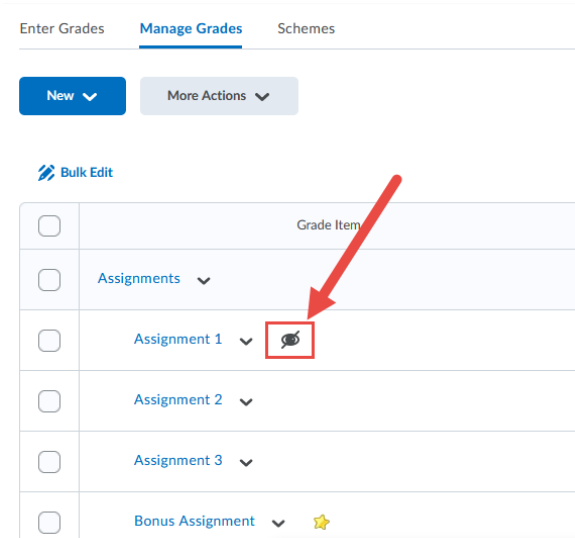 Enter Grades Manage Grades Schemes
New More Actions
Bulk Edit
Grade Item
Assignments
Assignment 1
Assignment 2
Assignment 3
Bonus Assignment